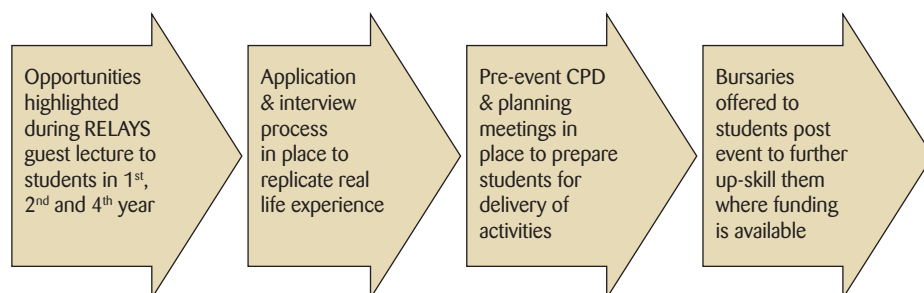 Opportunities
highlighted
during RELAYS
guest lecture to
students in 1st,
2nd and 4th year
Application
& interview
process
in place to
replicate real
life experience
Pre-event CPD
& planning
meetings in
place to prepare
students for
delivery of
activities
Bursaries
offered to
students post
event to further
up-skill them
where funding
is available